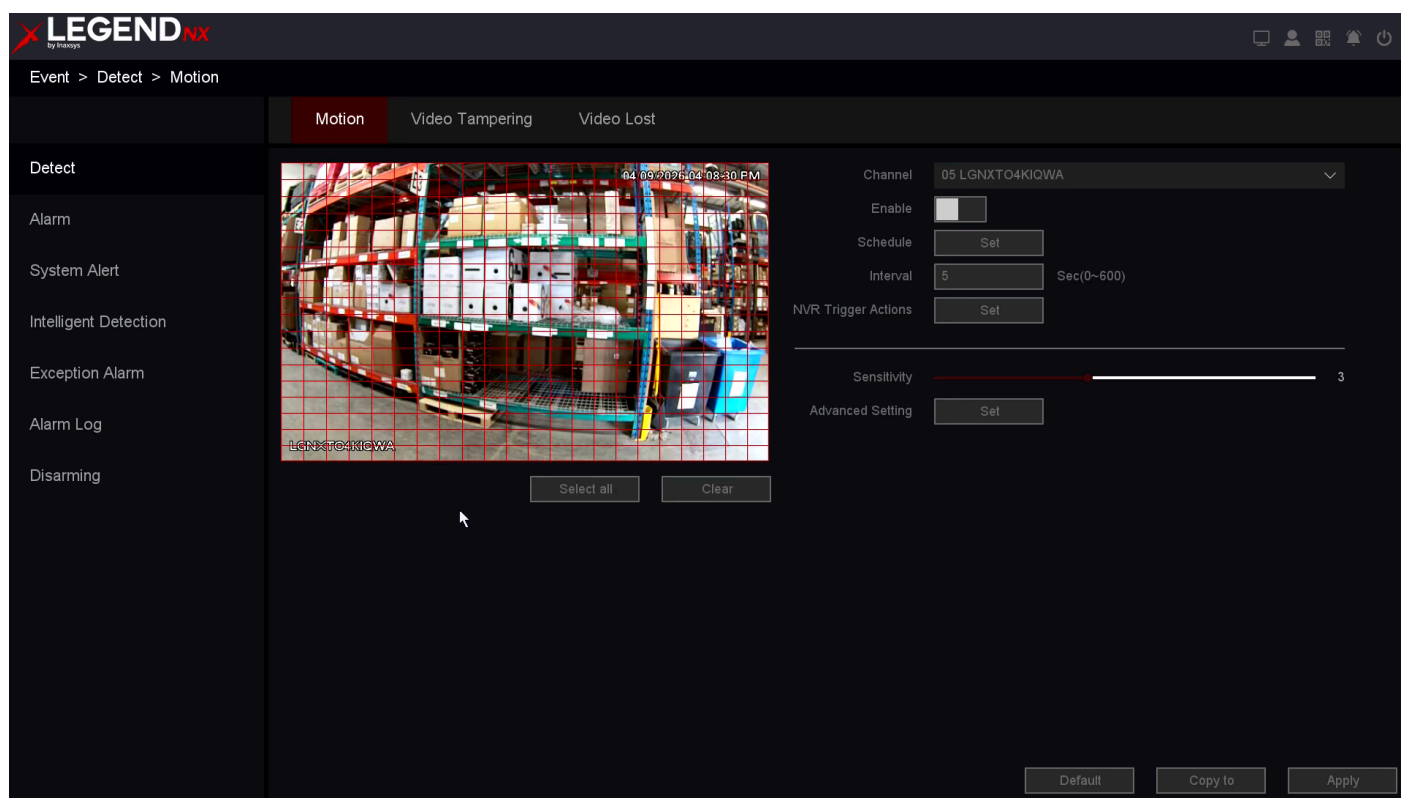 LEGENDNX
by Inaxsys
Event > Detect > Motion
Motion Video Tampering Video Lost
Detect
Alarm
System Alert
Intelligent Detection
Exception Alarm
Alarm Log
Disarming
04/09/2026 04:08:30 PM
LGNXTO4KIQWA
Select all Clear
Channel 05 LGNXTO4KIQWA
Enable
Schedule Set
Interval 5 Sec(0~600)
NVR Trigger Actions Set
Sensitivity 3
Advanced Setting Set
Default Copy to Apply